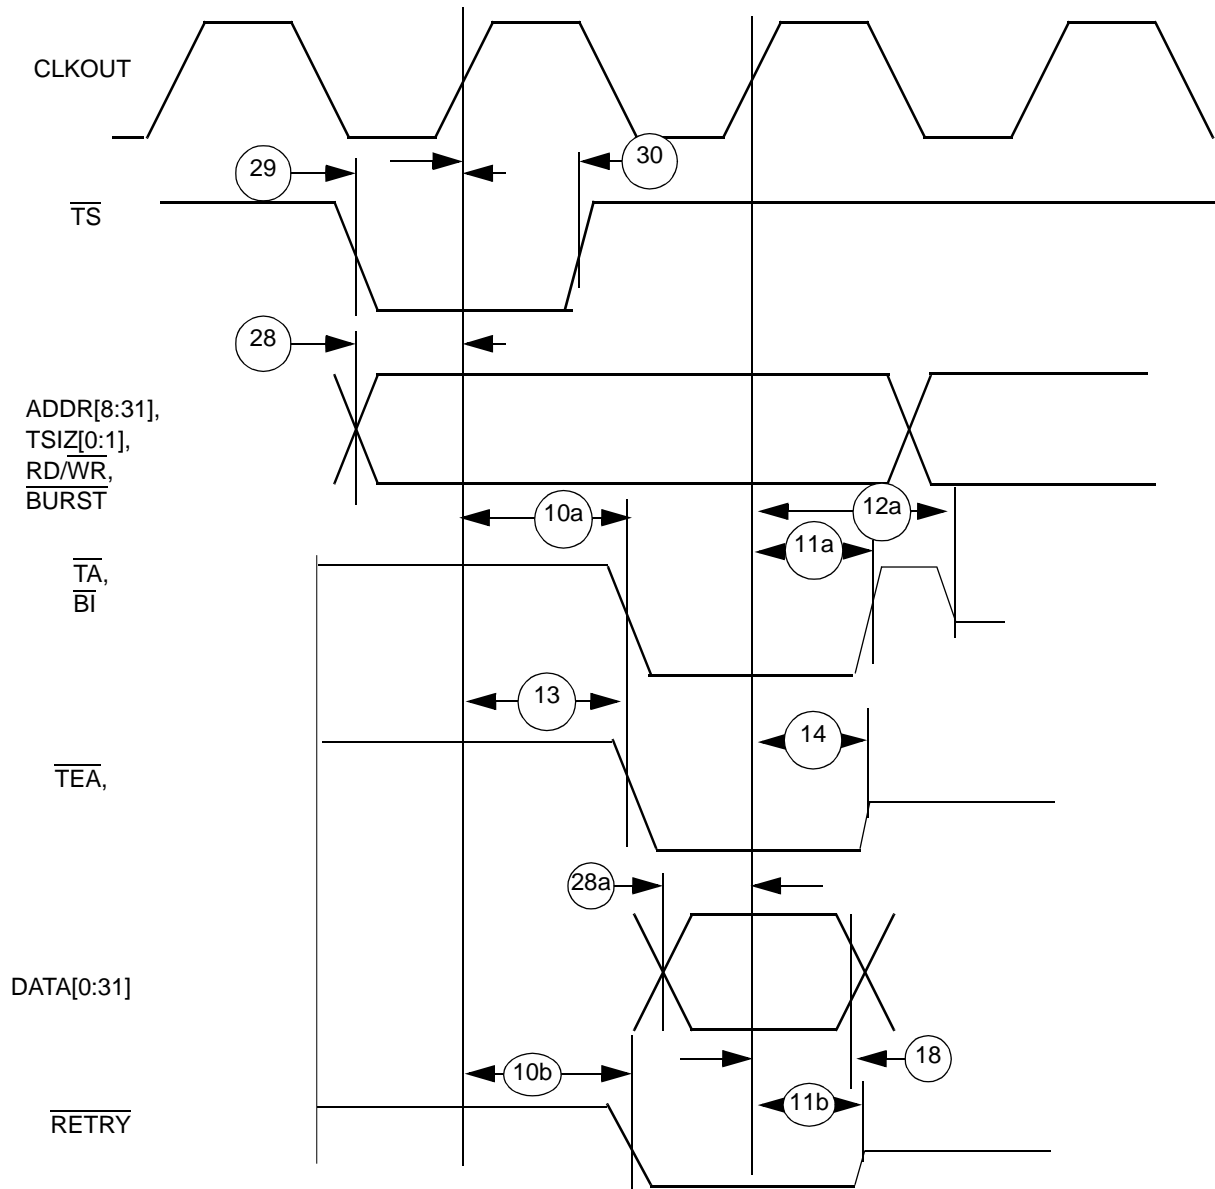 CLKOUT
29
30
TS
28
ADDR[8:31],
TSIZ[0:1],
RD/WR,
BURST
10a
12a
11a
TA,
BI
13
14
TEA,
28a
DATA[0:31]
18
10b
11b
RETRY